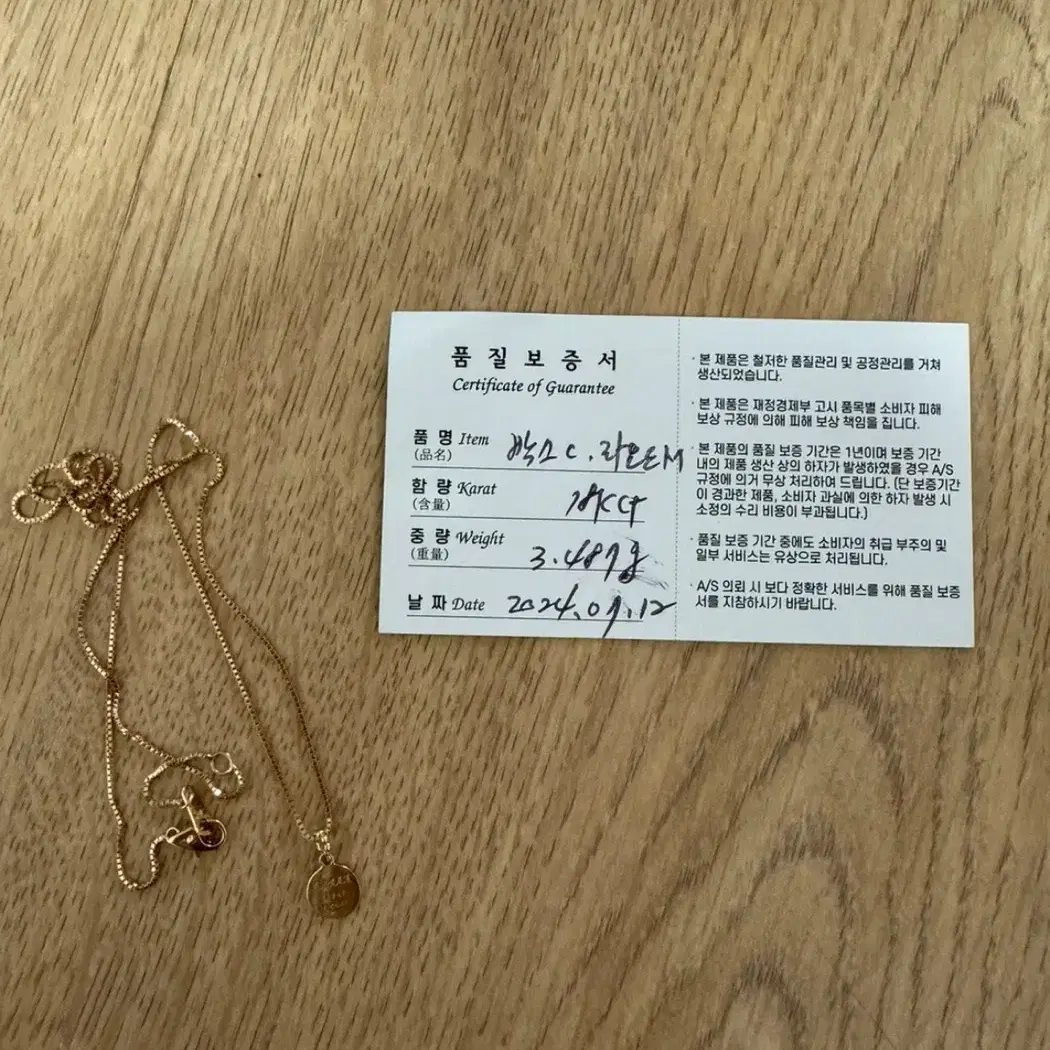 품 질 보 증 서
Certificate of Guarantee
품 명 Item 박스 C. 라운드M
(品名)
함 량 Karat 18KG
(含量)
중 량 Weight 3.487g
(重量)
날 짜 Date 2024.07.12
· 본 제품은 철저한 품질관리 및 공정관리를 거쳐
생산되었습니다.
· 본 제품은 재정경제부 고시 품목별 소비자 피해
보상 규정에 의해 피해 보상 책임을 집니다.
· 본 제품의 품질 보증 기간은 1년이며 보증 기간
내의 제품 생산 상의 하자가 발생하였을 경우 A/S
규정에 의거 무상 처리하여 드립니다. (단 보증기간
이 경과한 제품, 소비자 과실에 의한 하자 발생 시
소정의 수리 비용이 부과됩니다.)
· 품질 보증 기간 중에도 소비자의 취급 부주의 및
일부 서비스는 유상으로 처리됩니다.
· A/S 의뢰 시 보다 정확한 서비스를 위해 품질 보증
서를 지참하시기 바랍니다.